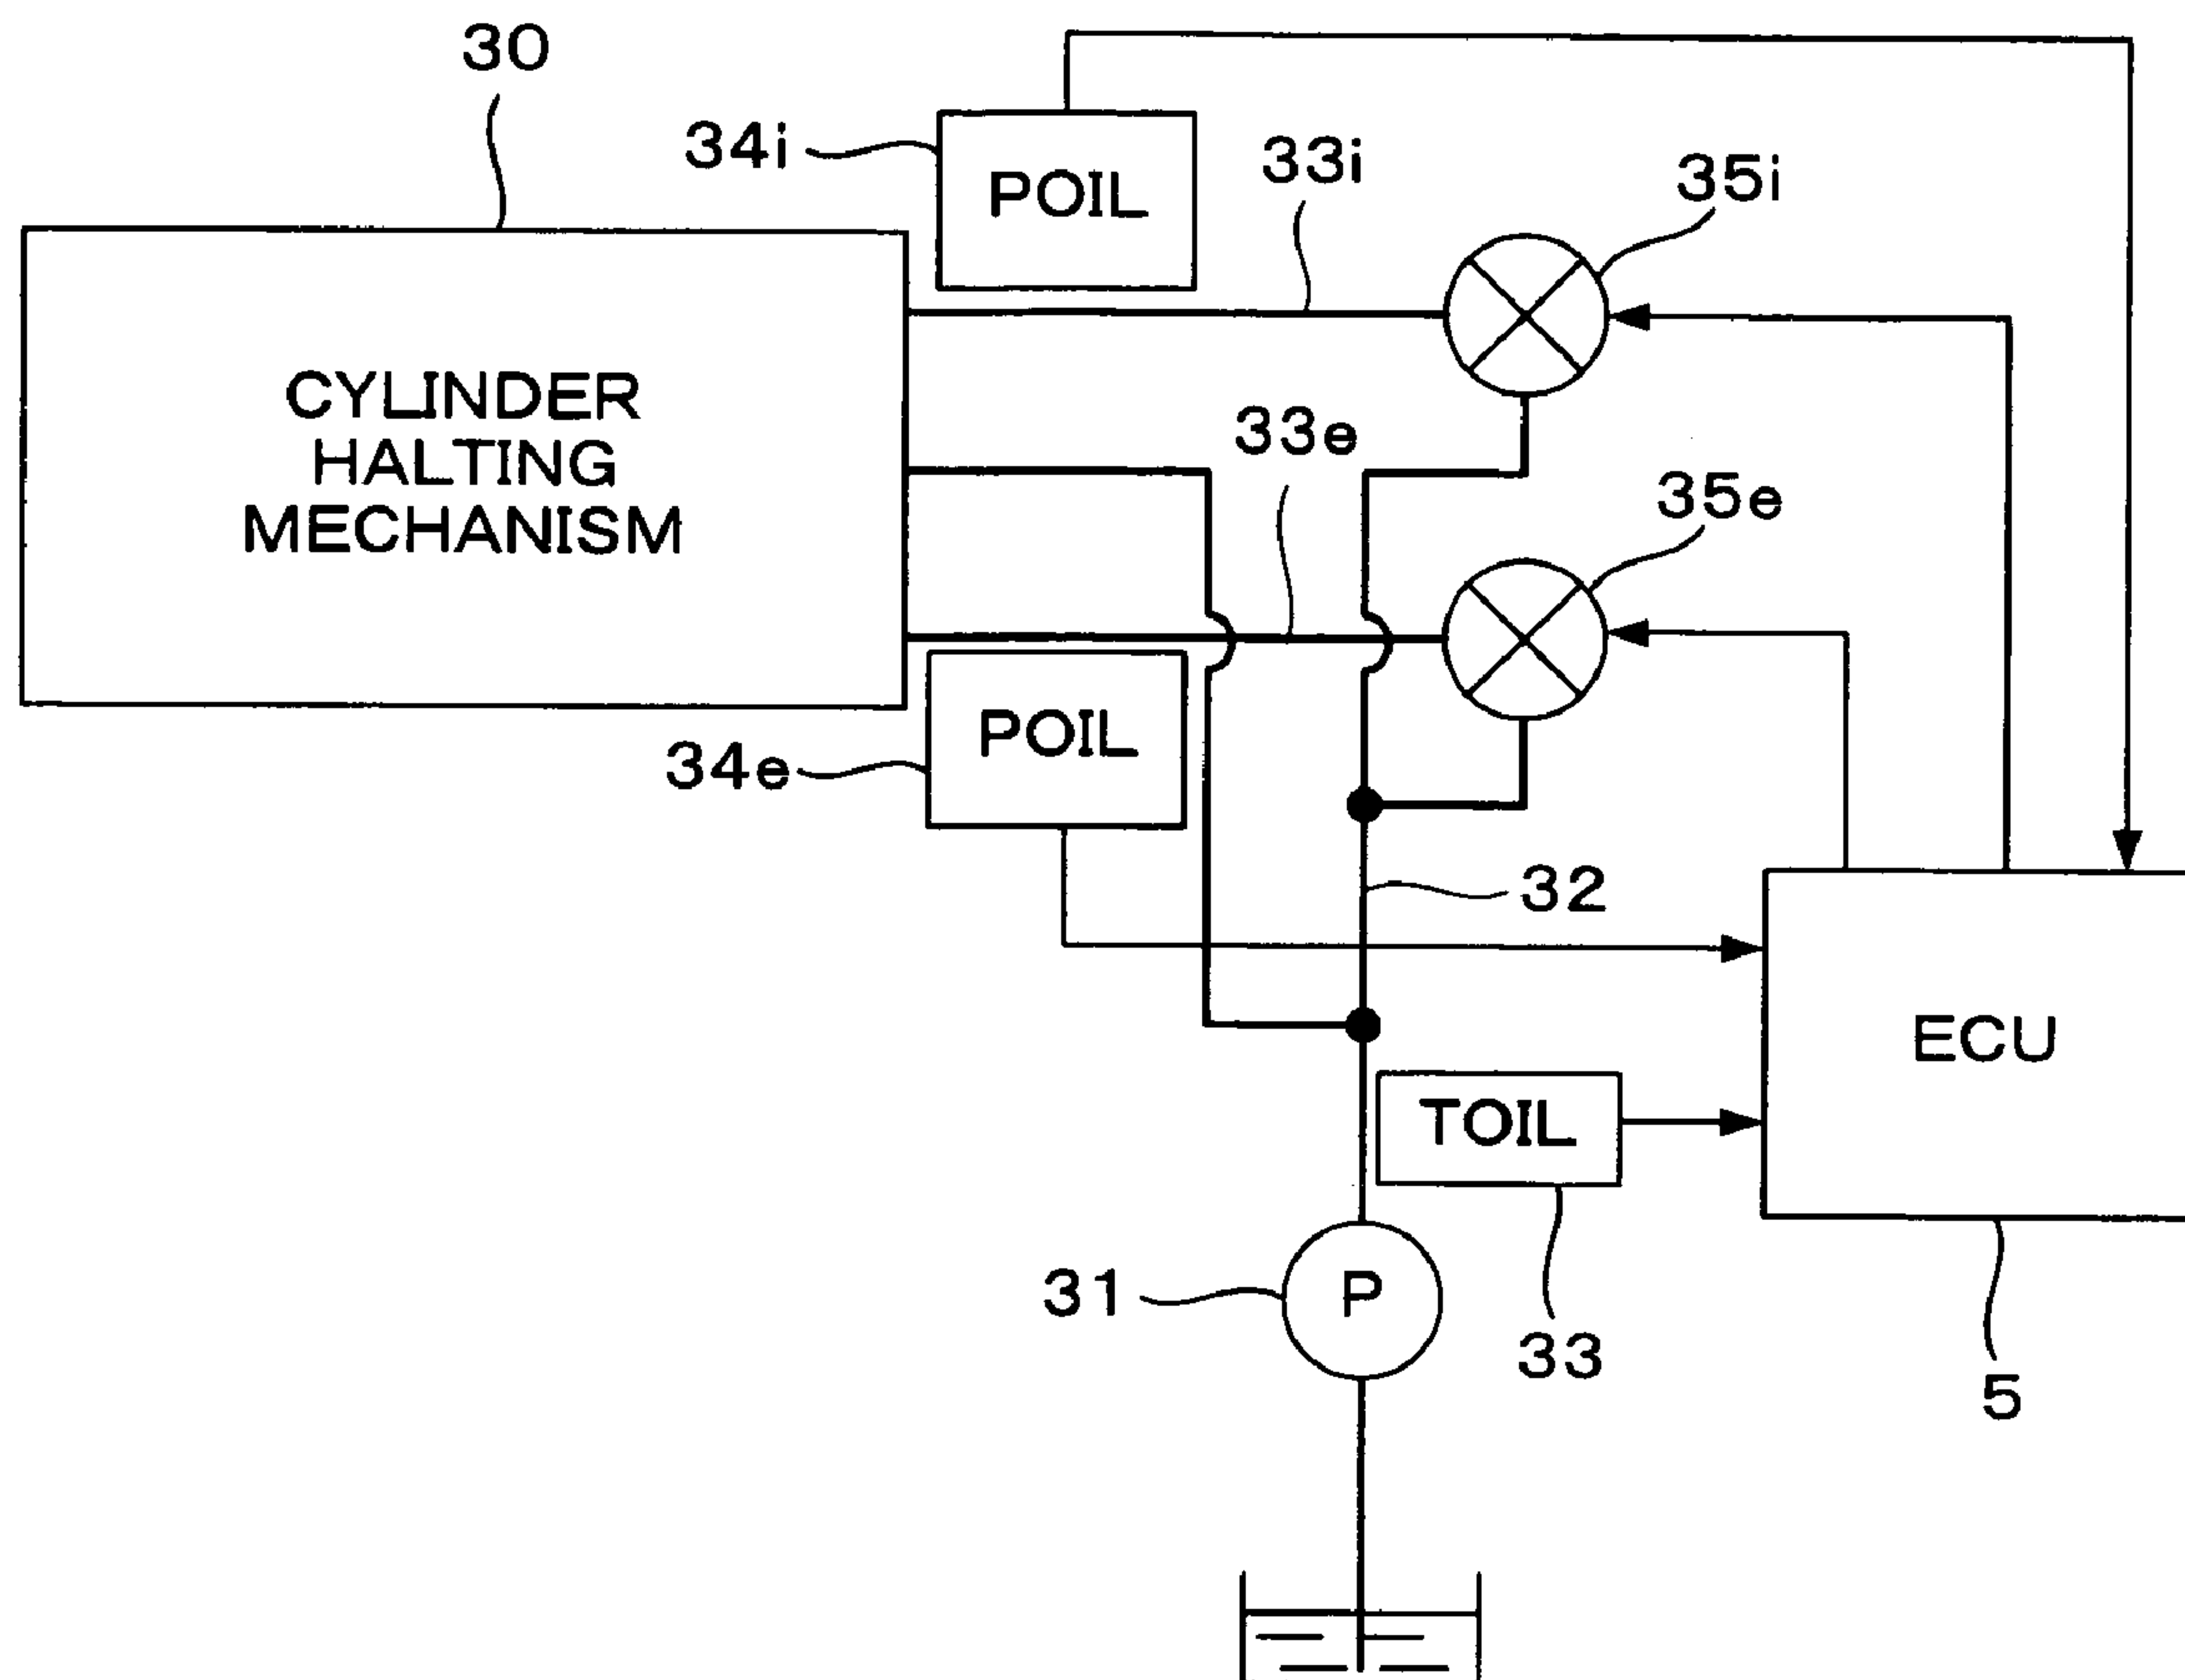 30
34i
POIL
33i
35i
CYLINDER
HALTING
MECHANISM
33e
35e
POIL
34e
32
ECU
TOIL
31
P
33
5